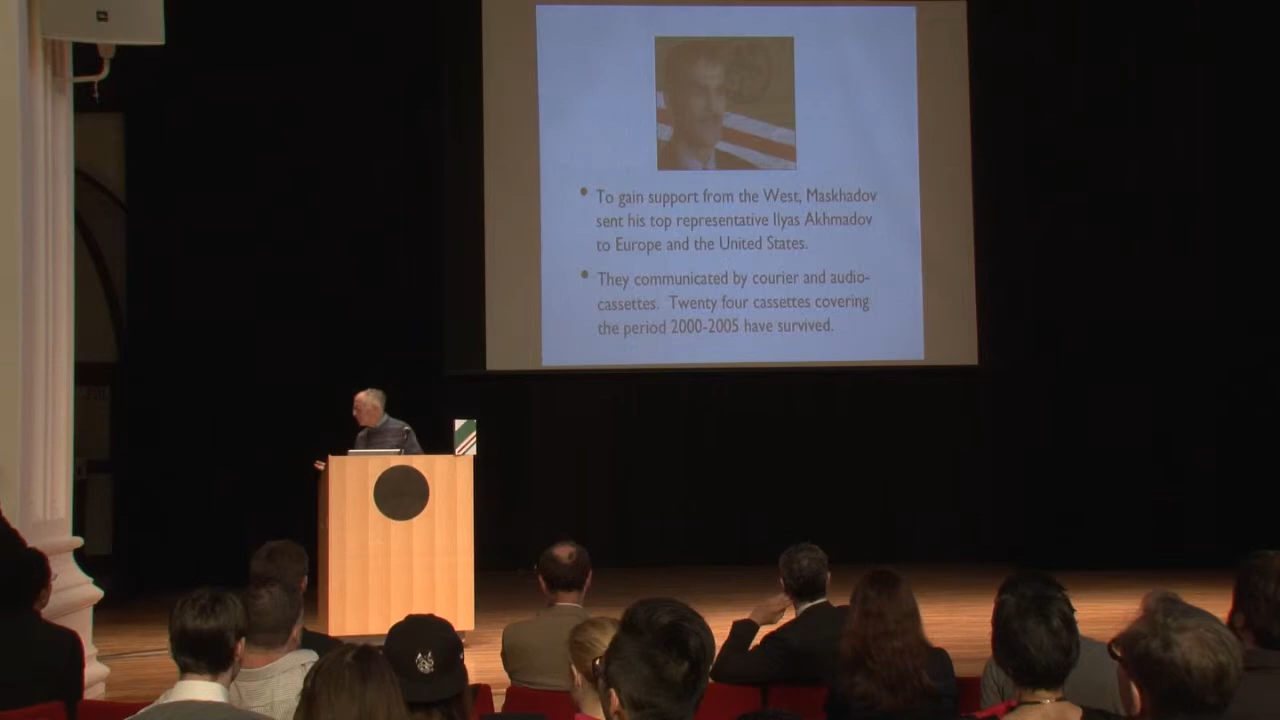 • To gain support from the West, Maskhadov
sent his top representative Ilyas Akhmadov
to Europe and the United States.
• They communicated by courier and audio-
cassettes. Twenty four cassettes covering
the period 2000-2005 have survived.